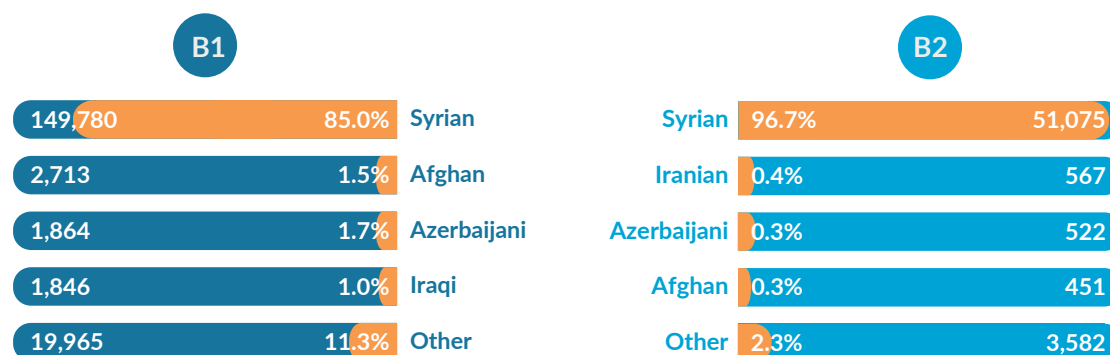 B1
149,780 85.0% Syrian
2,713 1.5% Afghan
1,864 1.7% Azerbaijani
1,846 1.0% Iraqi
19,965 11.3% Other
B2
Syrian 96.7% 51,075
Iranian 0.4% 567
Azerbaijani 0.3% 522
Afghan 0.3% 451
Other 2.3% 3,582